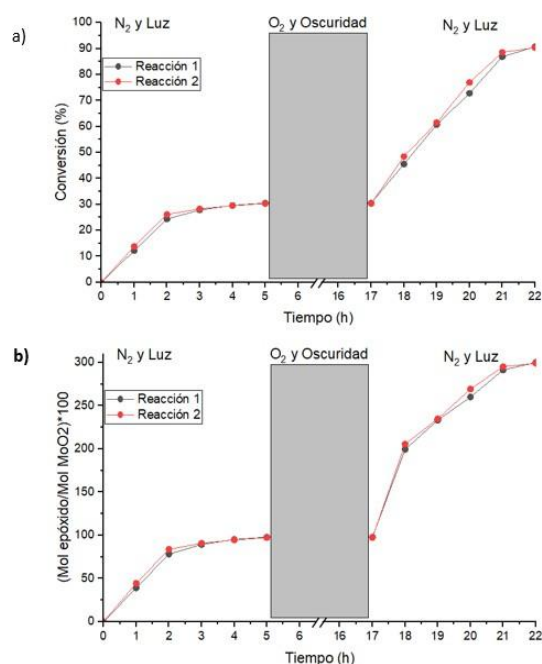 a)
N₂ y Luz
O₂ y Oscuridad
N₂ y Luz
Reacción 1
Reacción 2
Conversión (%)
100
90
80
70
60
50
40
30
20
10
0
0 1 2 3 4 5 6 16 17 18 19 20 21 22
Tiempo (h)
b)
N₂ y Luz
O₂ y Oscuridad
N₂ y Luz
Reacción 1
Reacción 2
(Mol epóxido/Mol MoO2)*100
300
250
200
150
100
50
0
0 1 2 3 4 5 6 16 17 18 19 20 21 22
Tiempo (h)